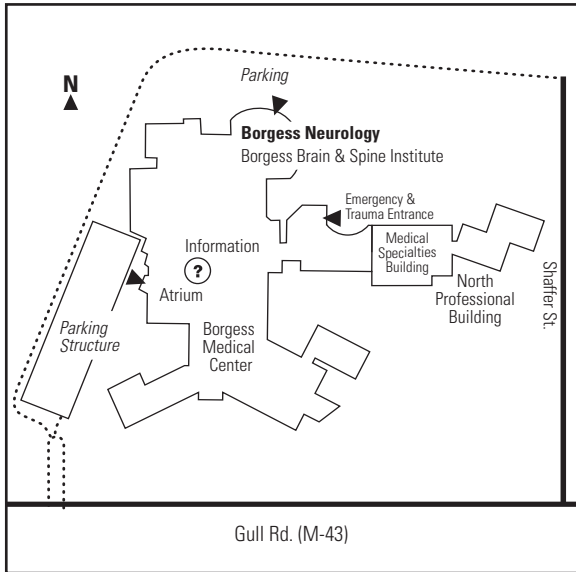 Parking
N
Borgess Neurology
Borgess Brain & Spine Institute
Emergency &
Trauma Entrance
Information
?
Atrium
Medical
Specialties
Building
North
Professional
Building
Shaffer St.
Parking
Structure
Borgess
Medical
Center
Gull Rd. (M-43)